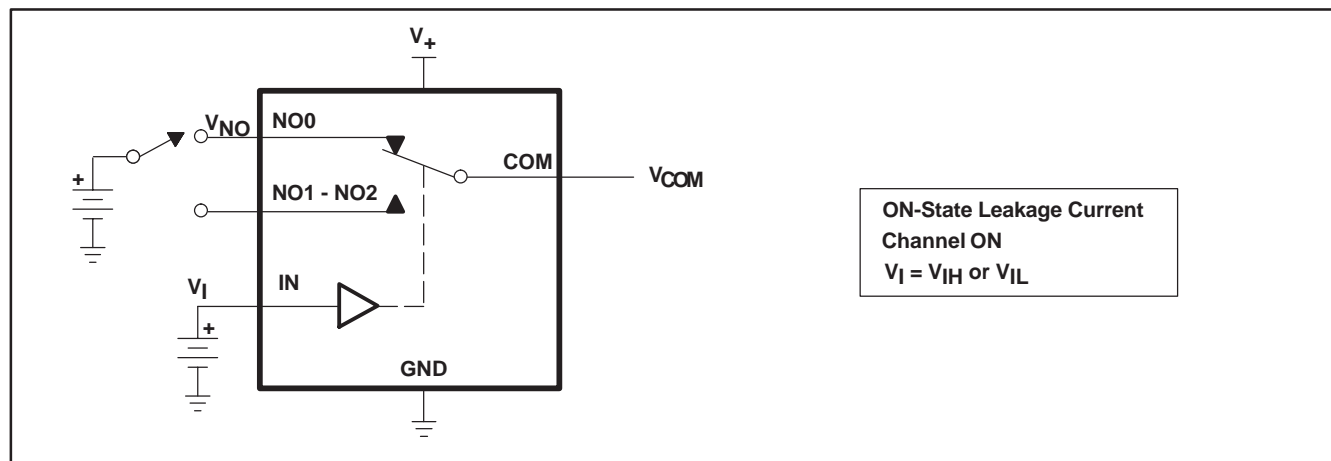 V+
VNO
NO0
COM
VCOM
+
NO1 - NO2
VI
IN
+
GND
ON-State Leakage Current
Channel ON
VI = VIH or VIL